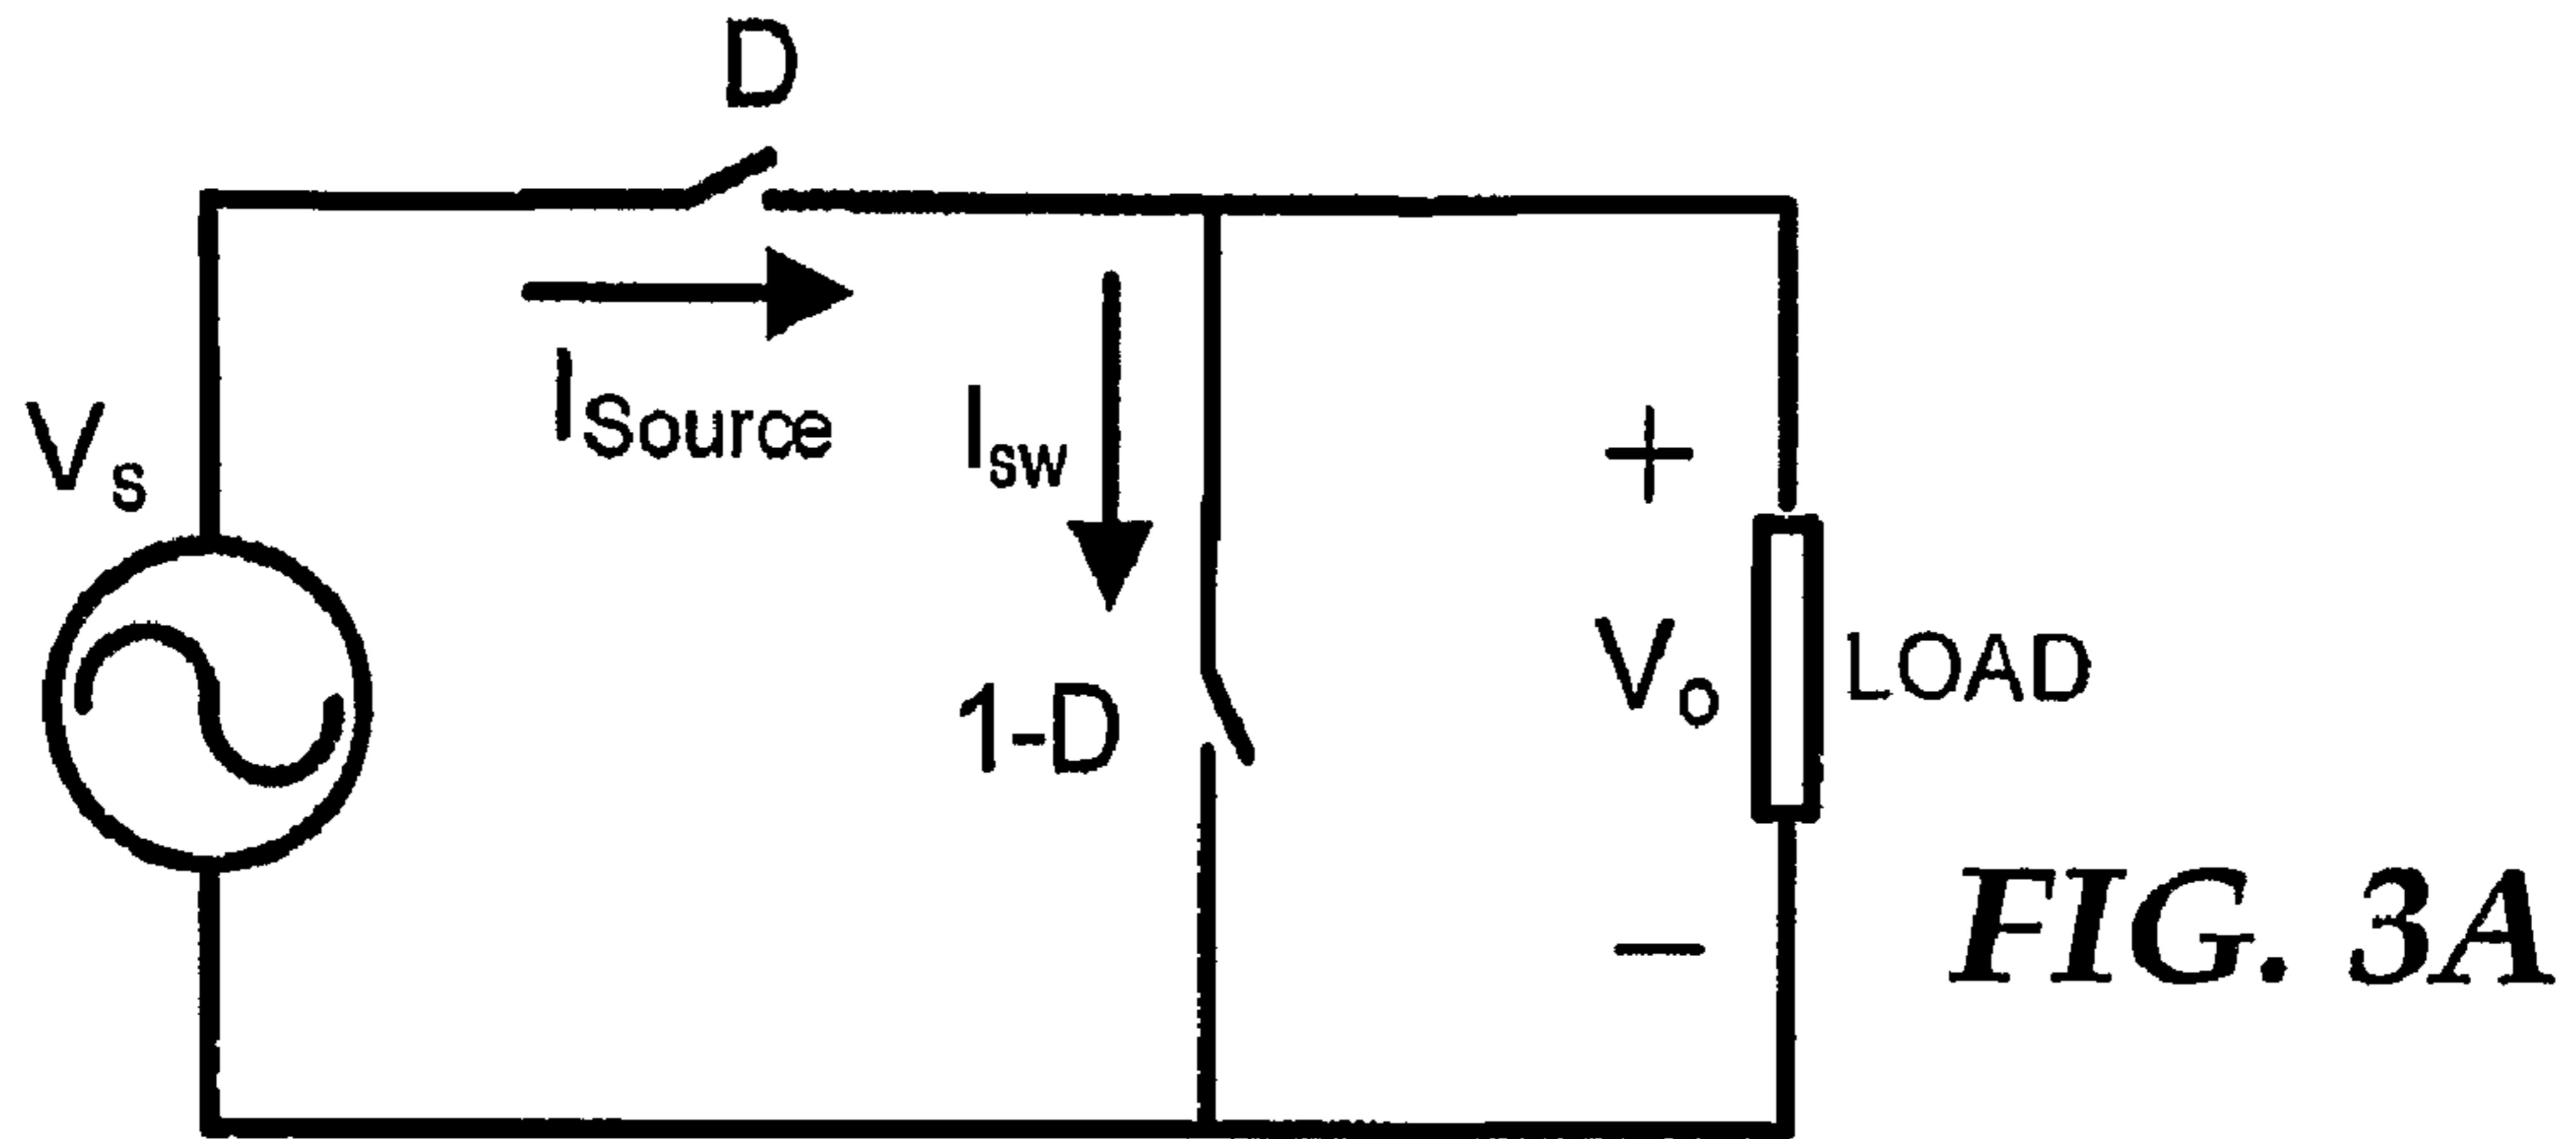 D
I_Source
V_s
I_sw
+
1-D
V_o
LOAD
−
FIG. 3A